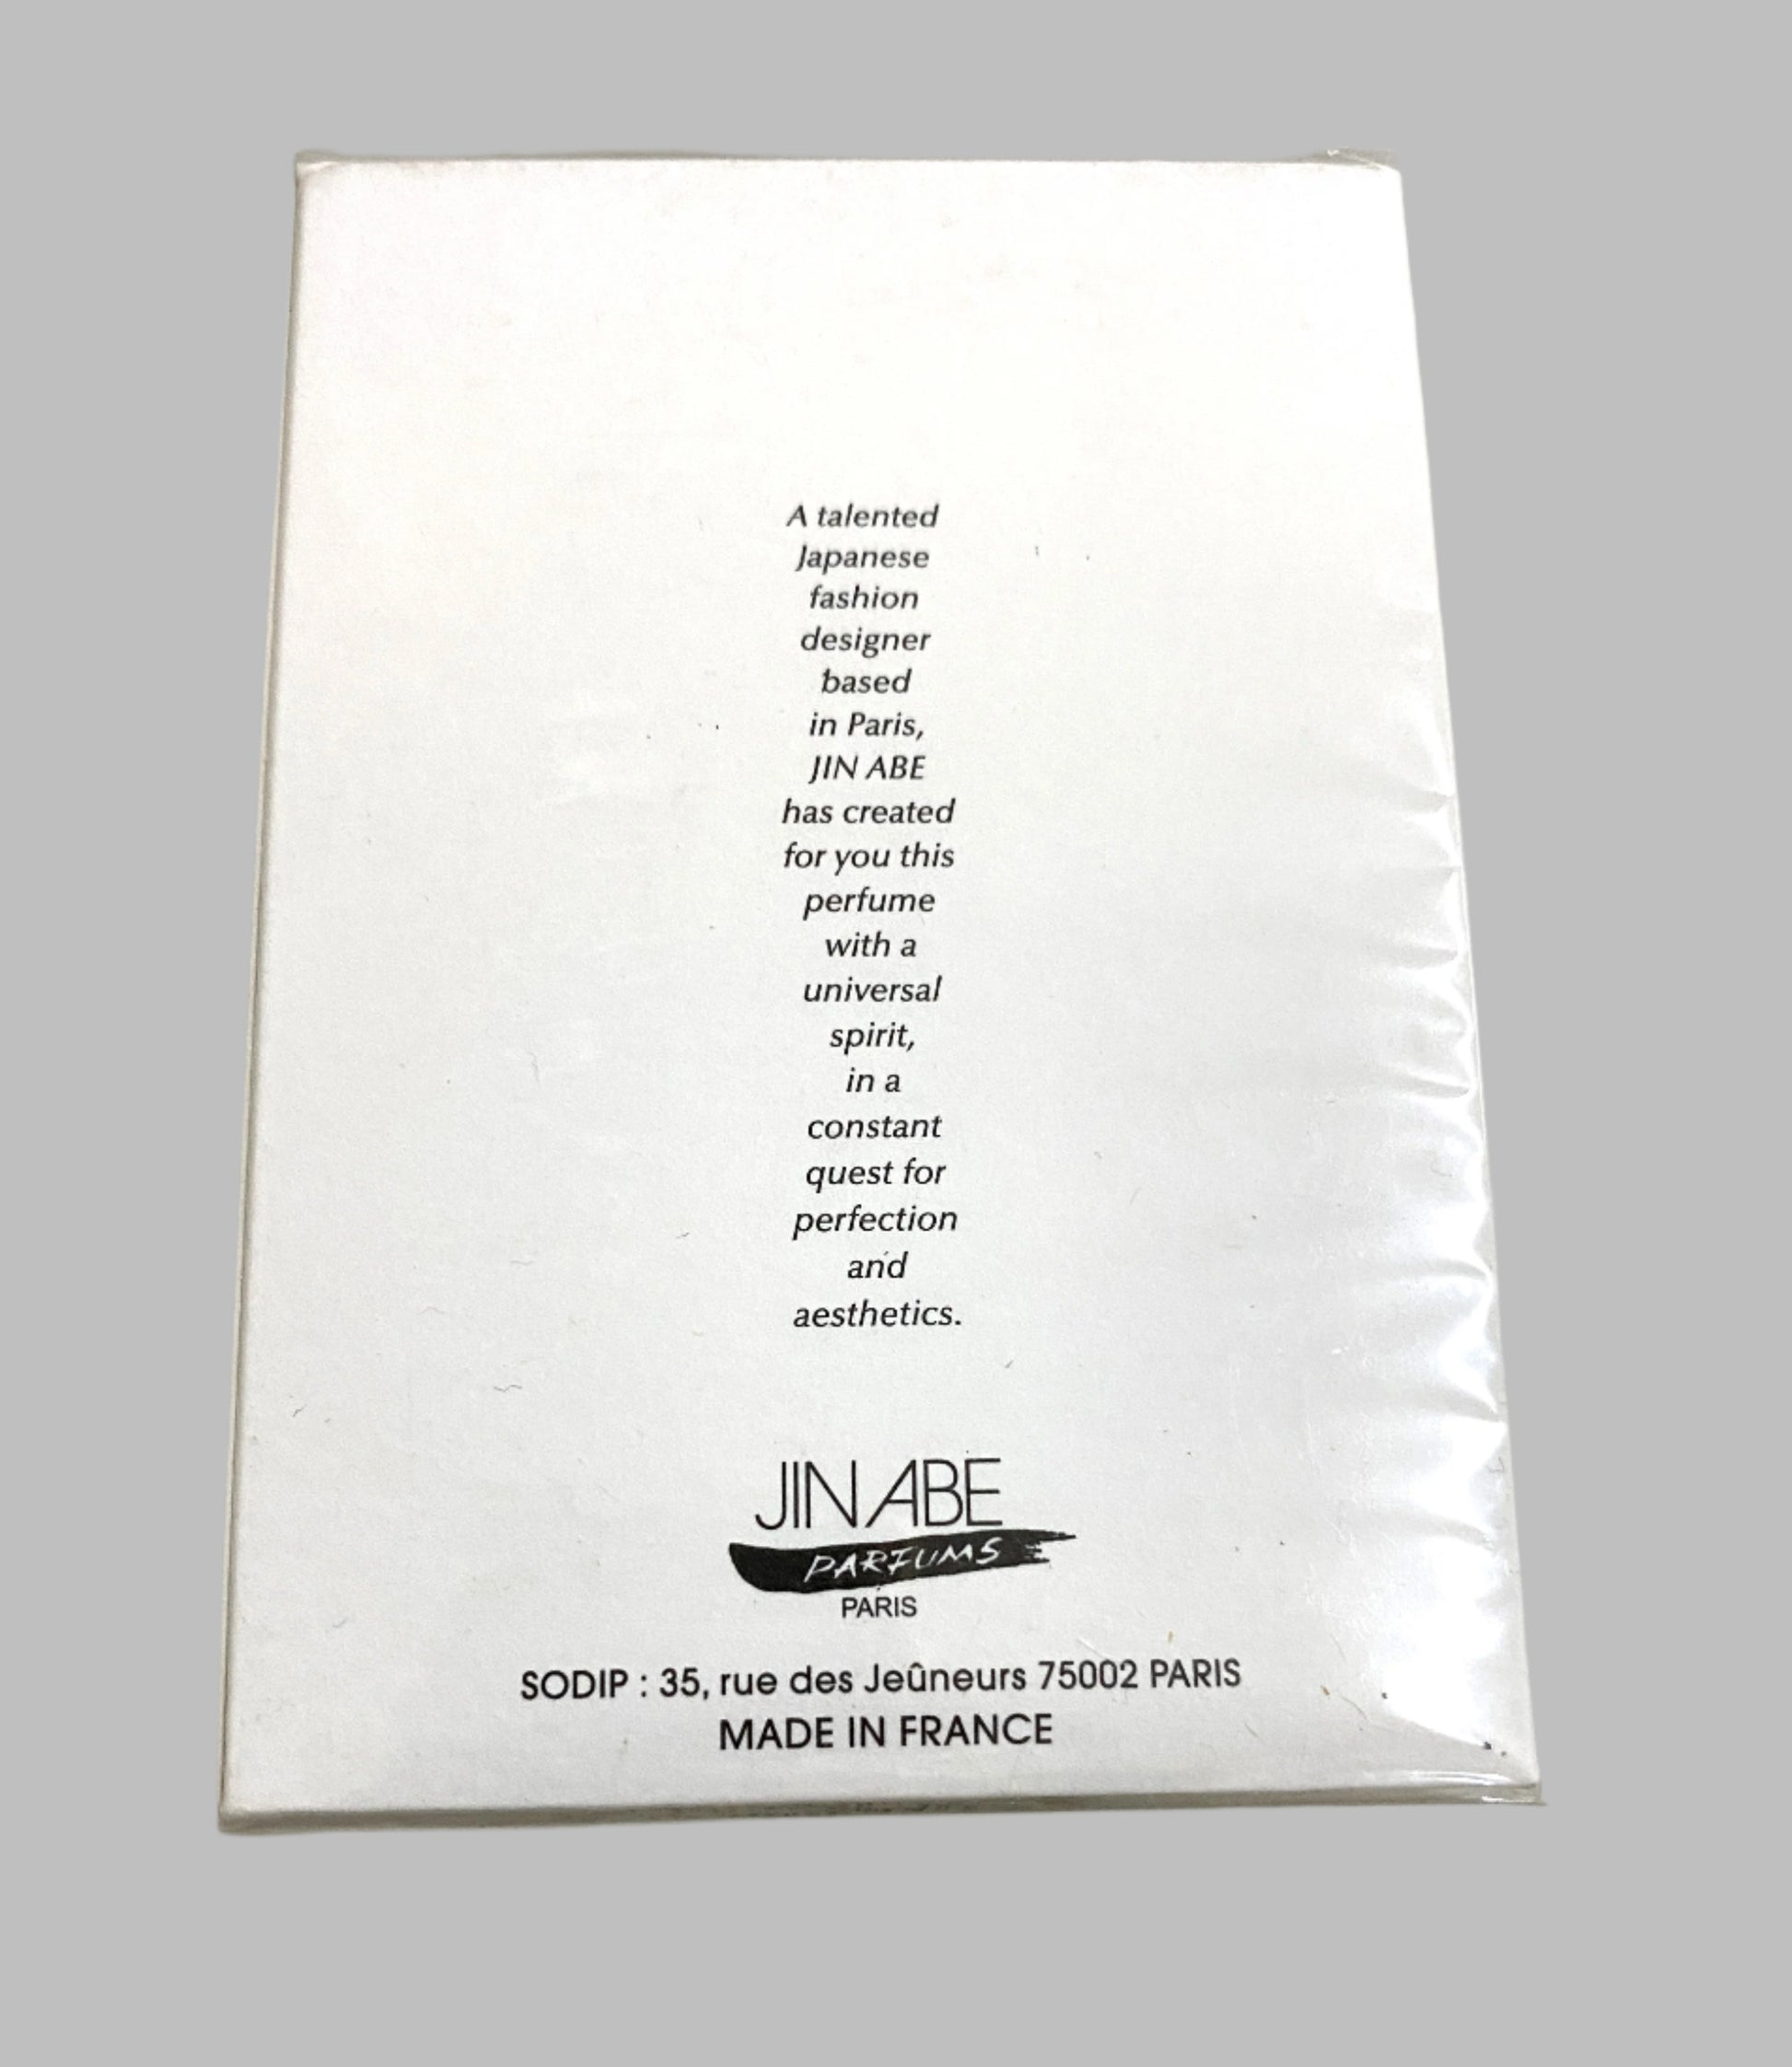 A talented
Japanese
fashion
designer
based
in Paris,
JIN ABE
has created
for you this
perfume
with a
universal
spirit,
in a
constant
quest for
perfection
and
aesthetics.
JIN ABE
PARFUMS
PARIS
SODIP : 35, rue des Jeûneurs 75002 PARIS
MADE IN FRANCE